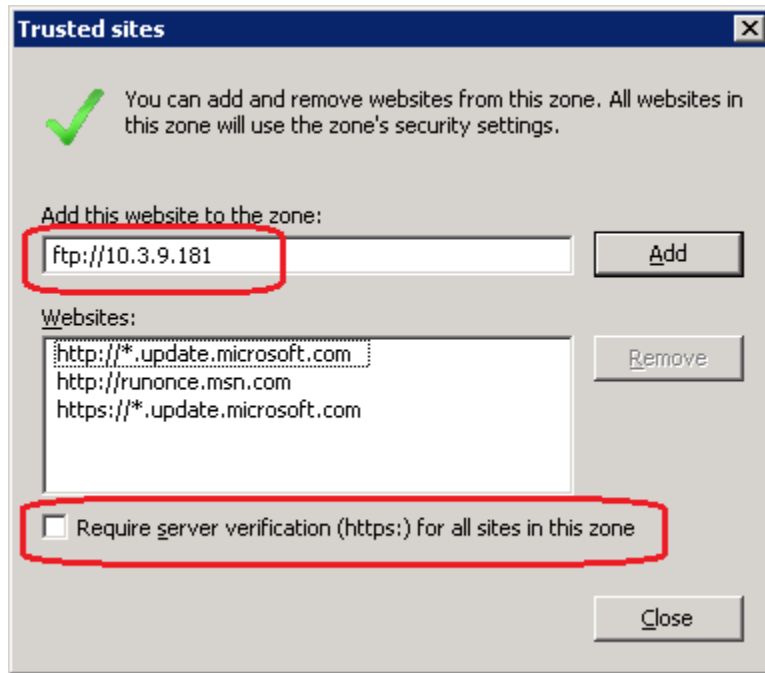 Trusted sites
You can add and remove websites from this zone. All websites in
this zone will use the zone's security settings.
Add this website to the zone:
ftp://10.3.9.181
Add
Websites:
http://*.update.microsoft.com
http://runonce.msn.com
https://*.update.microsoft.com
Remove
Require server verification (https:) for all sites in this zone
Close